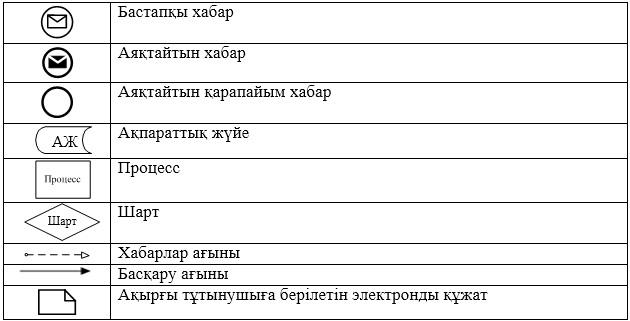 Бастапқы хабар
Аяқтайтын хабар
Аяқтайтын қарапайым хабар
АЖ Ақпараттық жүйе
Процесс Процесс
Шарт Шарт
Хабарлар ағыны
Басқару ағыны
Ақырғы тұтынушыға берілетін электронды құжат